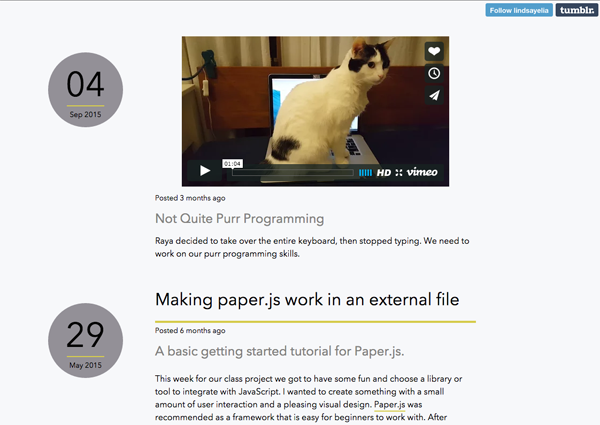 Follow lindsayelia
tumblr.
04
Sep 2015
01:04
HD
vimeo
Posted 3 months ago
Not Quite Purr Programming
Raya decided to take over the entire keyboard, then stopped typing. We need to
work on our purr programming skills.
Making paper.js work in an external file
29
May 2015
Posted 6 months ago
A basic getting started tutorial for Paper.js.
This week for our class project we got to have some fun and choose a library or
tool to integrate with JavaScript. I wanted to create something with a small
amount of user interaction and a pleasing visual design. Paper.js was
recommended as a framework that is easy for beginners to work with. After